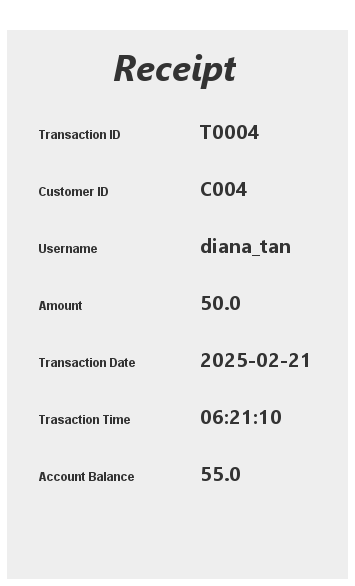 Receipt
Transaction ID T0004
Customer ID C004
Username diana_tan
Amount 50.0
Transaction Date 2025-02-21
Trasaction Time 06:21:10
Account Balance 55.0